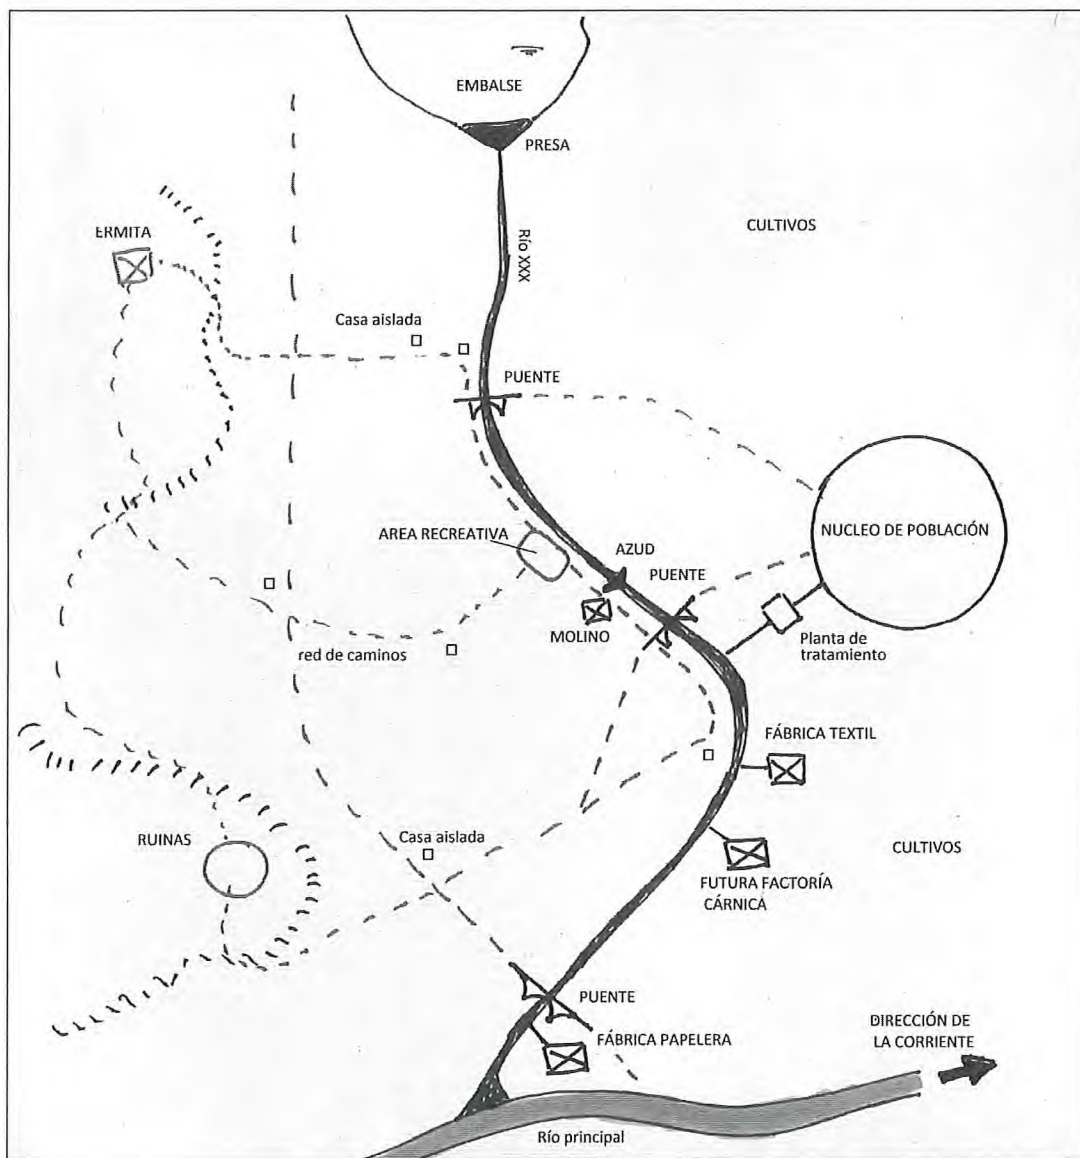 EMBALSE
PRESA
CULTIVOS
ERMITA
Río XXX
Casa aislada
PUENTE
NUCLEO DE POBLACIÓN
AREA RECREATIVA
AZUD
PUENTE
MOLINO
Planta de
tratamiento
red de caminos
FÁBRICA TEXTIL
RUINAS
Casa aislada
CULTIVOS
FUTURA FACTORÍA
CÁRNICA
PUENTE
FÁBRICA PAPELERA
DIRECCIÓN DE
LA CORRIENTE
Río principal